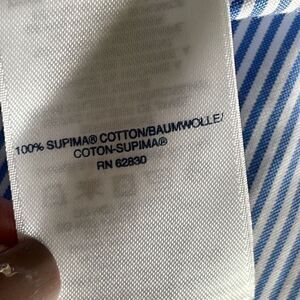 100% SUPIMA® COTTON/BAUMWOLLE/
COTON-SUPIMA®
RN 62830